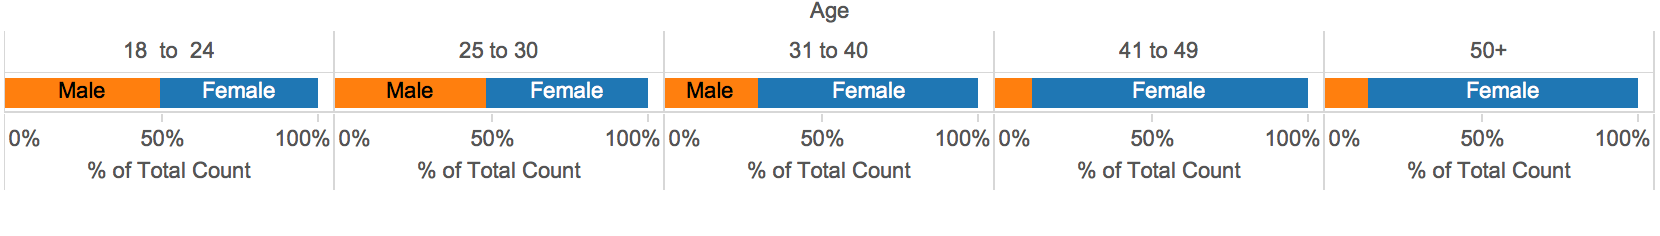 Age
18 to 24
25 to 30
31 to 40
41 to 49
50+
Male Female
Male Female
Male Female
Female
Female
0% 50% 100%
0% 50% 100%
0% 50% 100%
0% 50% 100%
0% 50% 100%
% of Total Count
% of Total Count
% of Total Count
% of Total Count
% of Total Count